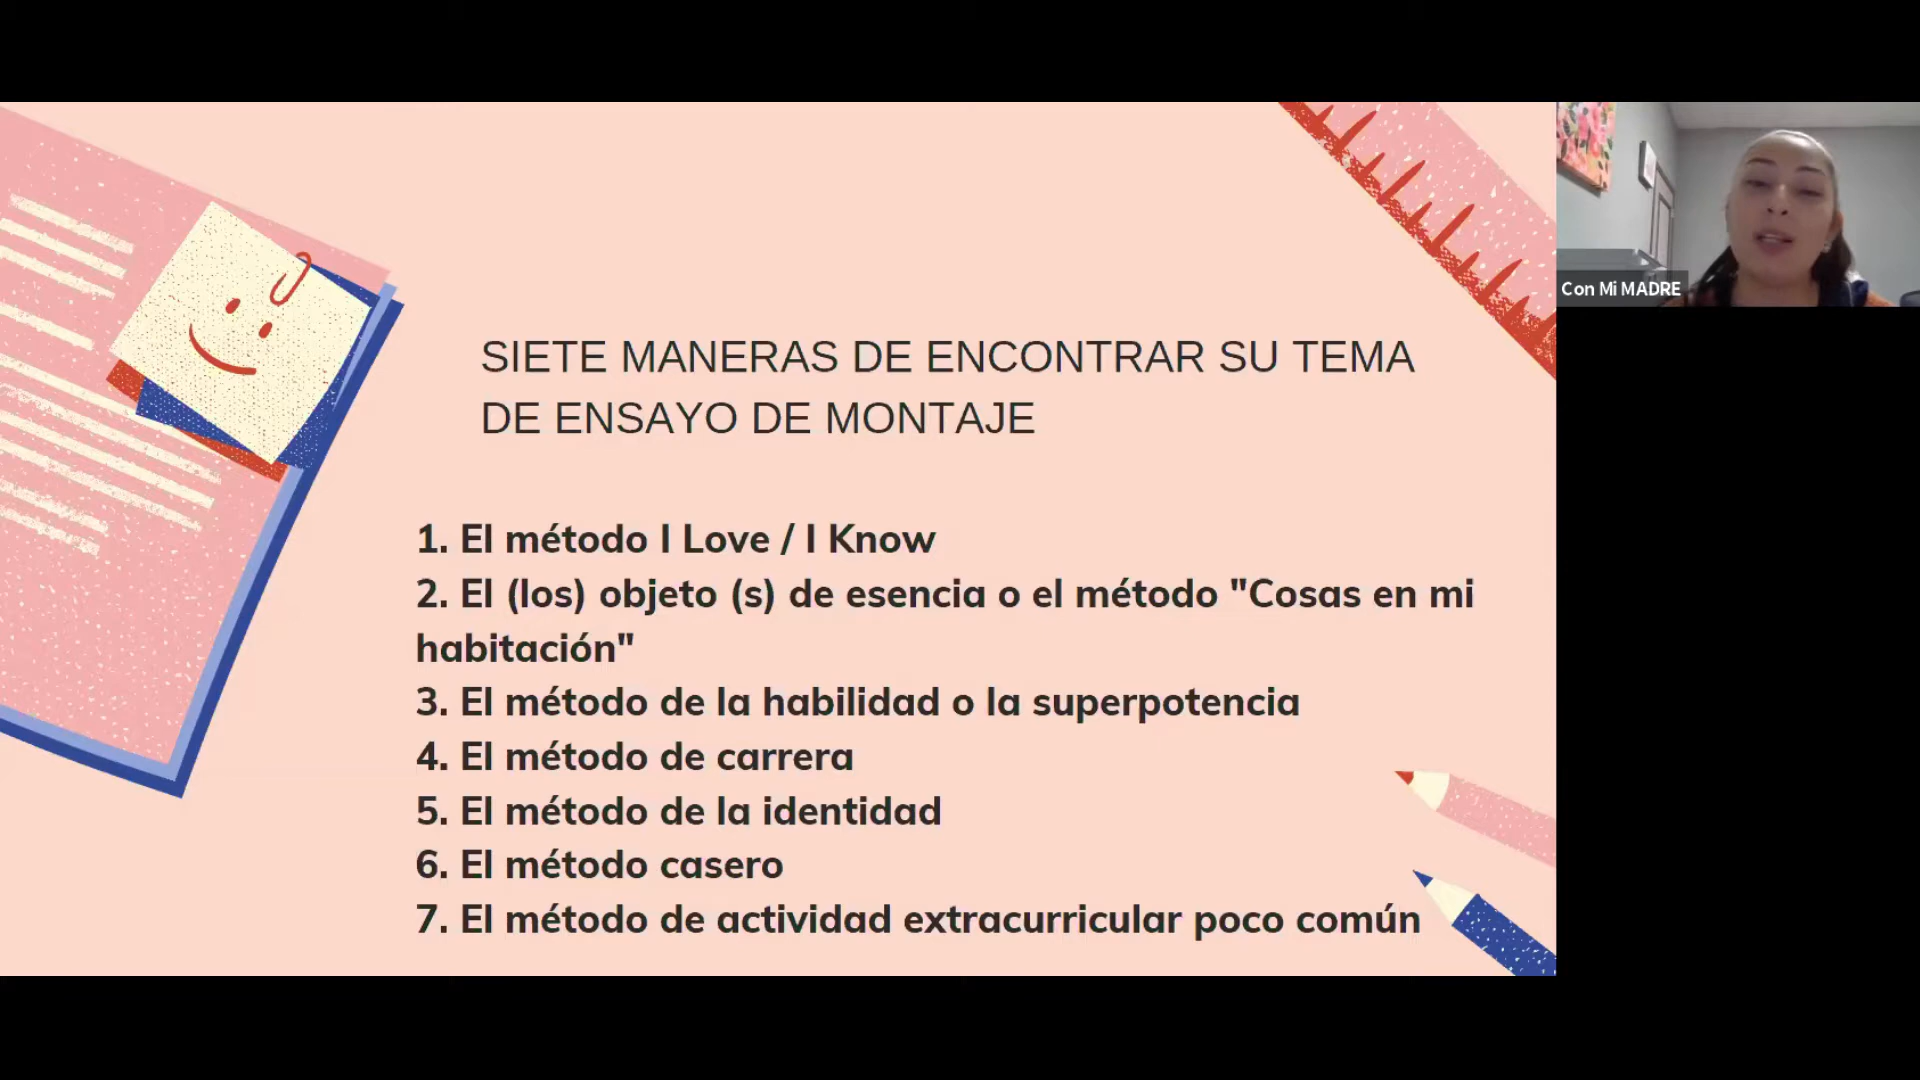 SIETE MANERAS DE ENCONTRAR SU TEMA
DE ENSAYO DE MONTAJE
1. El método I Love / I Know
2. El (los) objeto (s) de esencia o el método "Cosas en mi
habitación"
3. El método de la habilidad o la superpotencia
4. El método de carrera
5. El método de la identidad
6. El método casero
7. El método de actividad extracurricular poco común
Con Mi MADRE